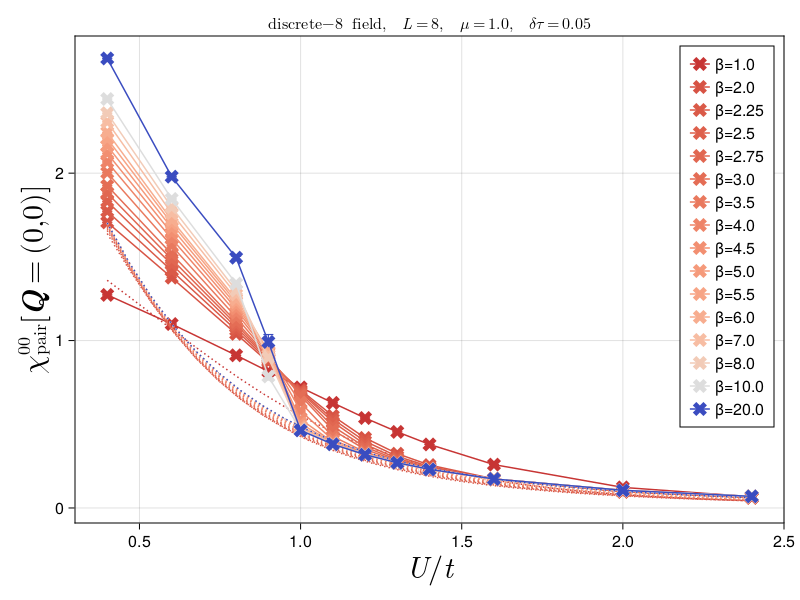 discrete−8 field, L=8, μ=1.0, δτ=0.05
χ⁰⁰pair[Q=(0,0)]
2
1
0
β=1.0
β=2.0
β=2.25
β=2.5
β=2.75
β=3.0
β=3.5
β=4.0
β=4.5
β=5.0
β=5.5
β=6.0
β=7.0
β=8.0
β=10.0
β=20.0
0.5 1.0 1.5 2.0 2.5
U/t